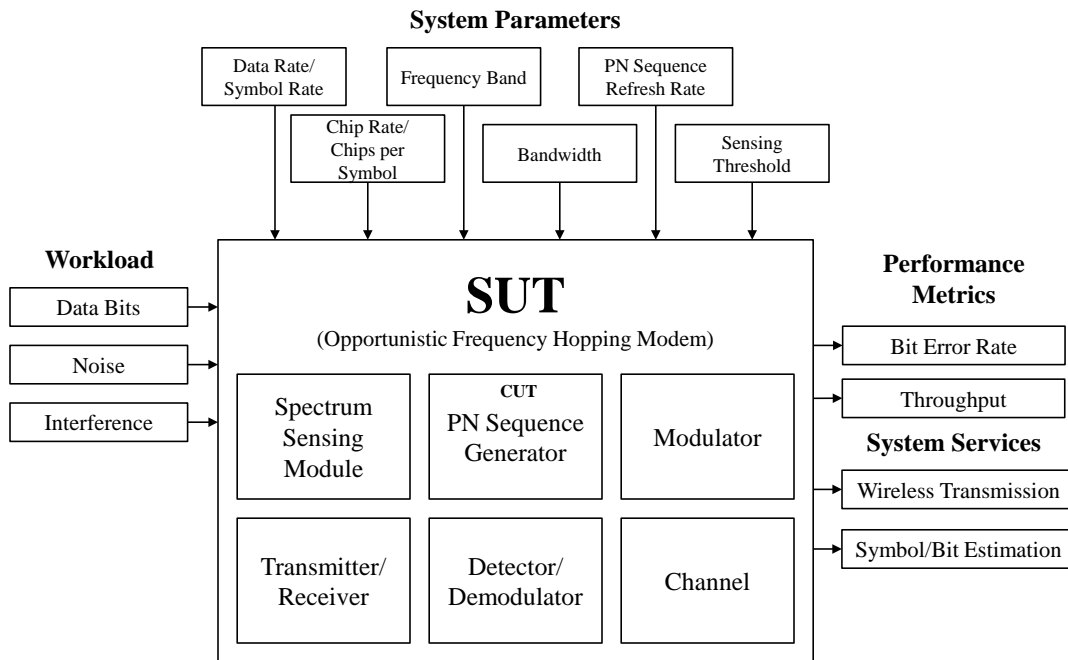 System Parameters
Data Rate/
Symbol Rate
Frequency Band
PN Sequence
Refresh Rate
Chip Rate/
Chips per
Symbol
Bandwidth
Sensing
Threshold
Workload
Data Bits
Noise
Interference
SUT
(Opportunistic Frequency Hopping Modem)
Spectrum
Sensing
Module
CUT
PN Sequence
Generator
Modulator
Transmitter/
Receiver
Detector/
Demodulator
Channel
Performance
Metrics
Bit Error Rate
Throughput
System Services
Wireless Transmission
Symbol/Bit Estimation